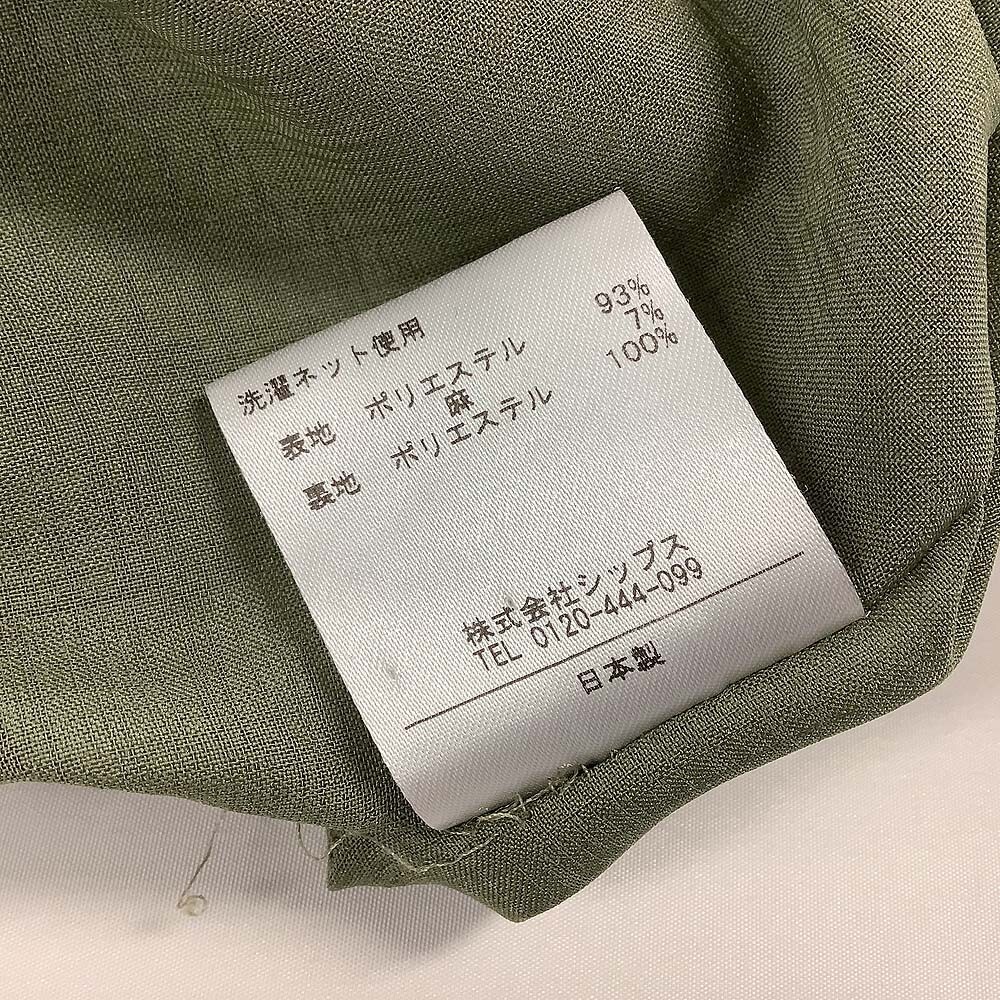 洗濯ネット使用
表地 ポリエステル 93%
麻 7%
裏地 ポリエステル 100%
株式会社シップス
TEL 0120-444-099
日本製